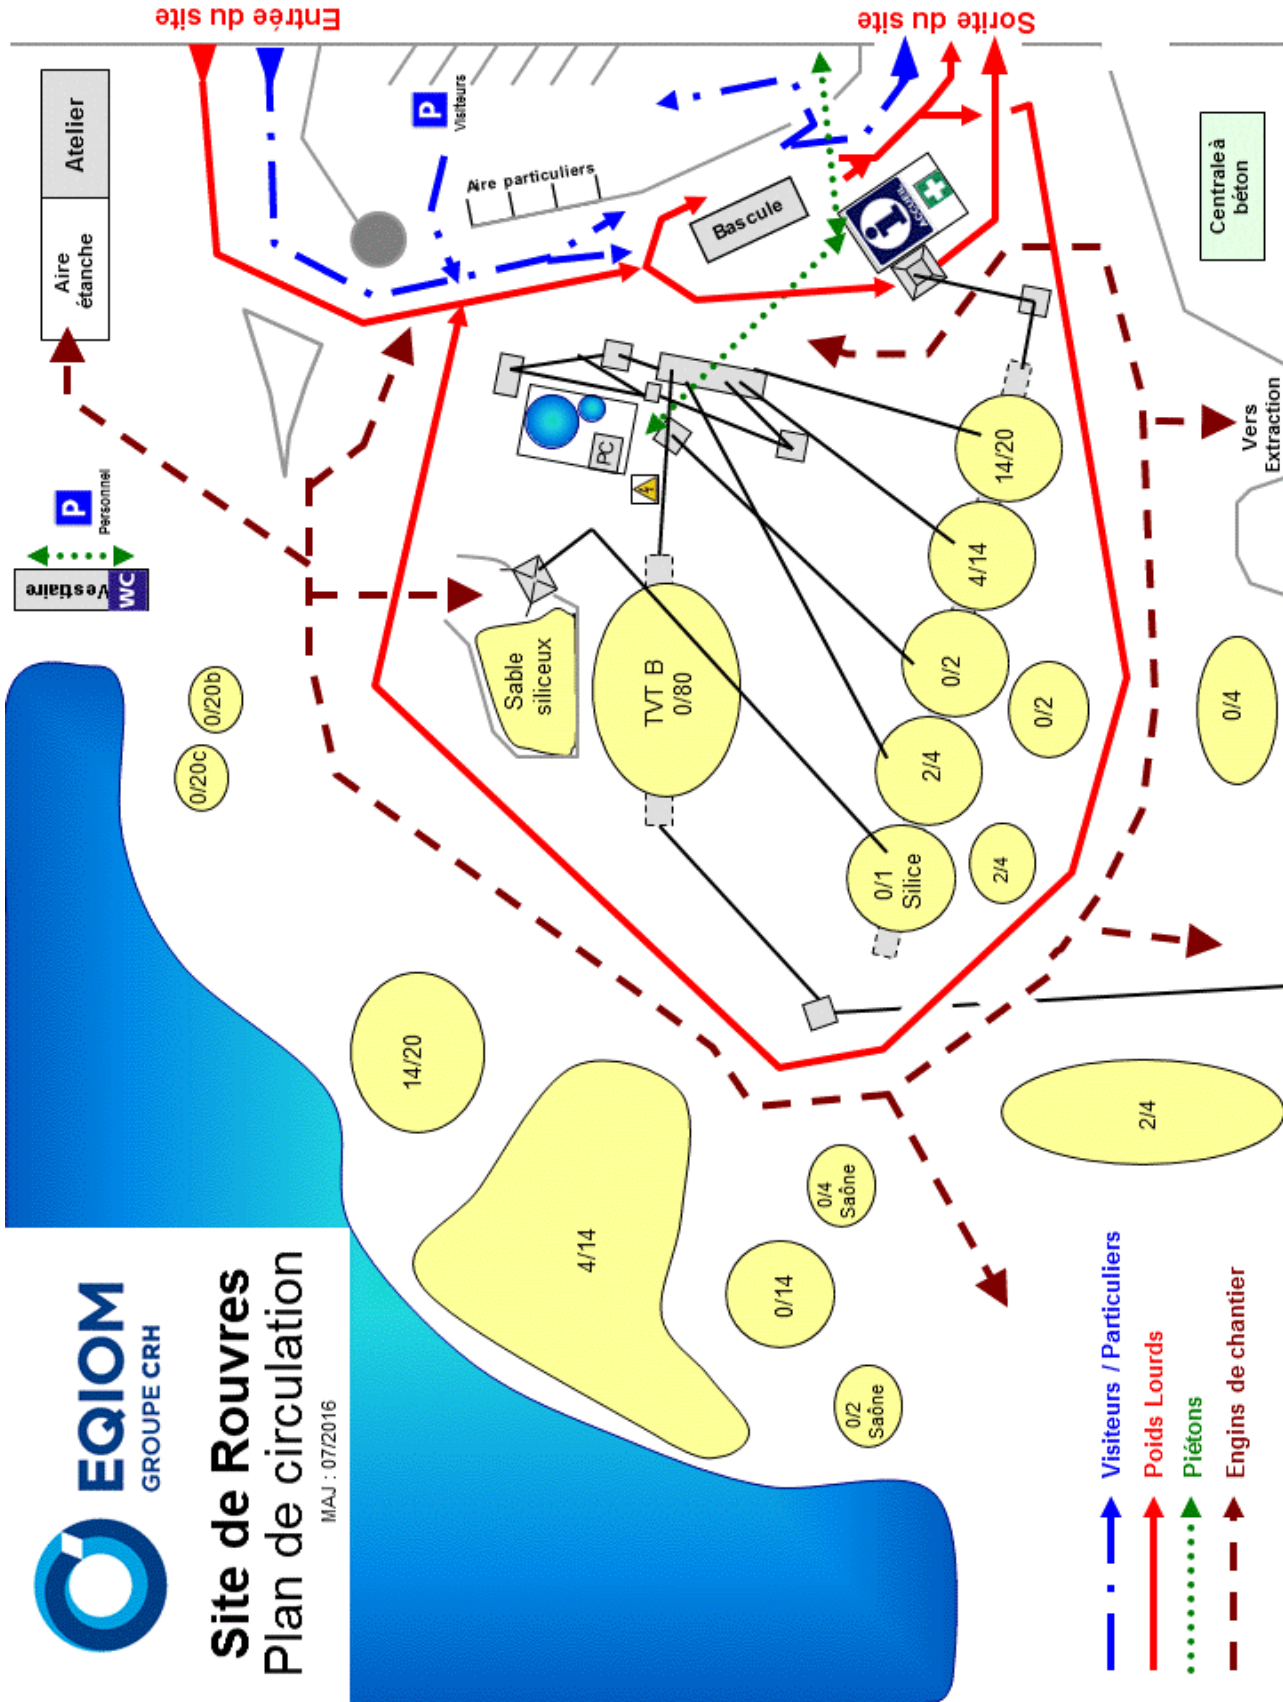 EQIOM
GROUPE CRH
Site de Rouvres
Plan de circulation
MAJ : 07/2016
Entrée du site
Sorite du site
Atelier
Aire
étanche
P
Visiteurs
Aire particuliers
Bascule
i
ACCUEIL
Centrale à
béton
P
Personnel
Vestiaire
WC
PC
Vers
Extraction
0/20b
0/20c
Sable
siliceux
TVT B
0/80
14/20
4/14
0/2
2/4
0/1
Silice
0/2
2/4
0/4
14/20
4/14
0/4
Saône
0/14
0/2
Saône
2/4
Visiteurs / Particuliers
Poids Lourds
Piétons
Engins de chantier